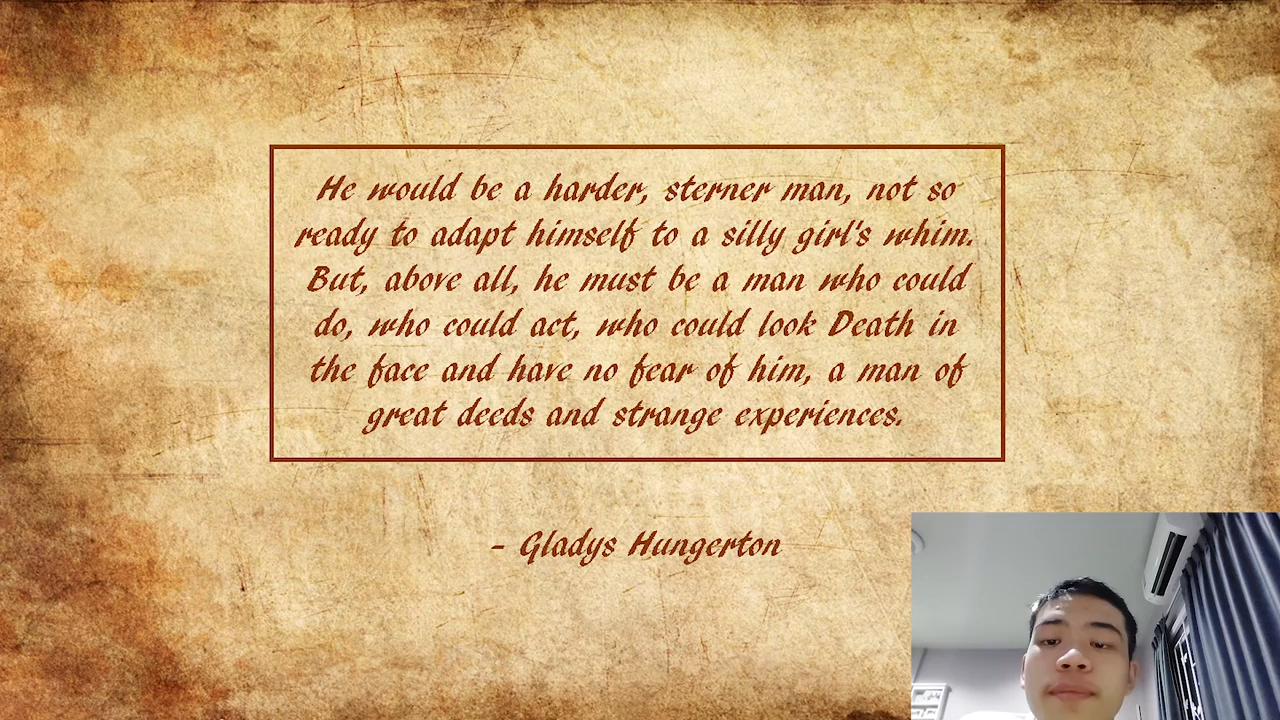 He would be a harder, sterner man, not so
ready to adapt himself to a silly girl's whim.
But, above all, he must be a man who could
do, who could act, who could look Death in
the face and have no fear of him, a man of
great deeds and strange experiences.
- Gladys Hungerton